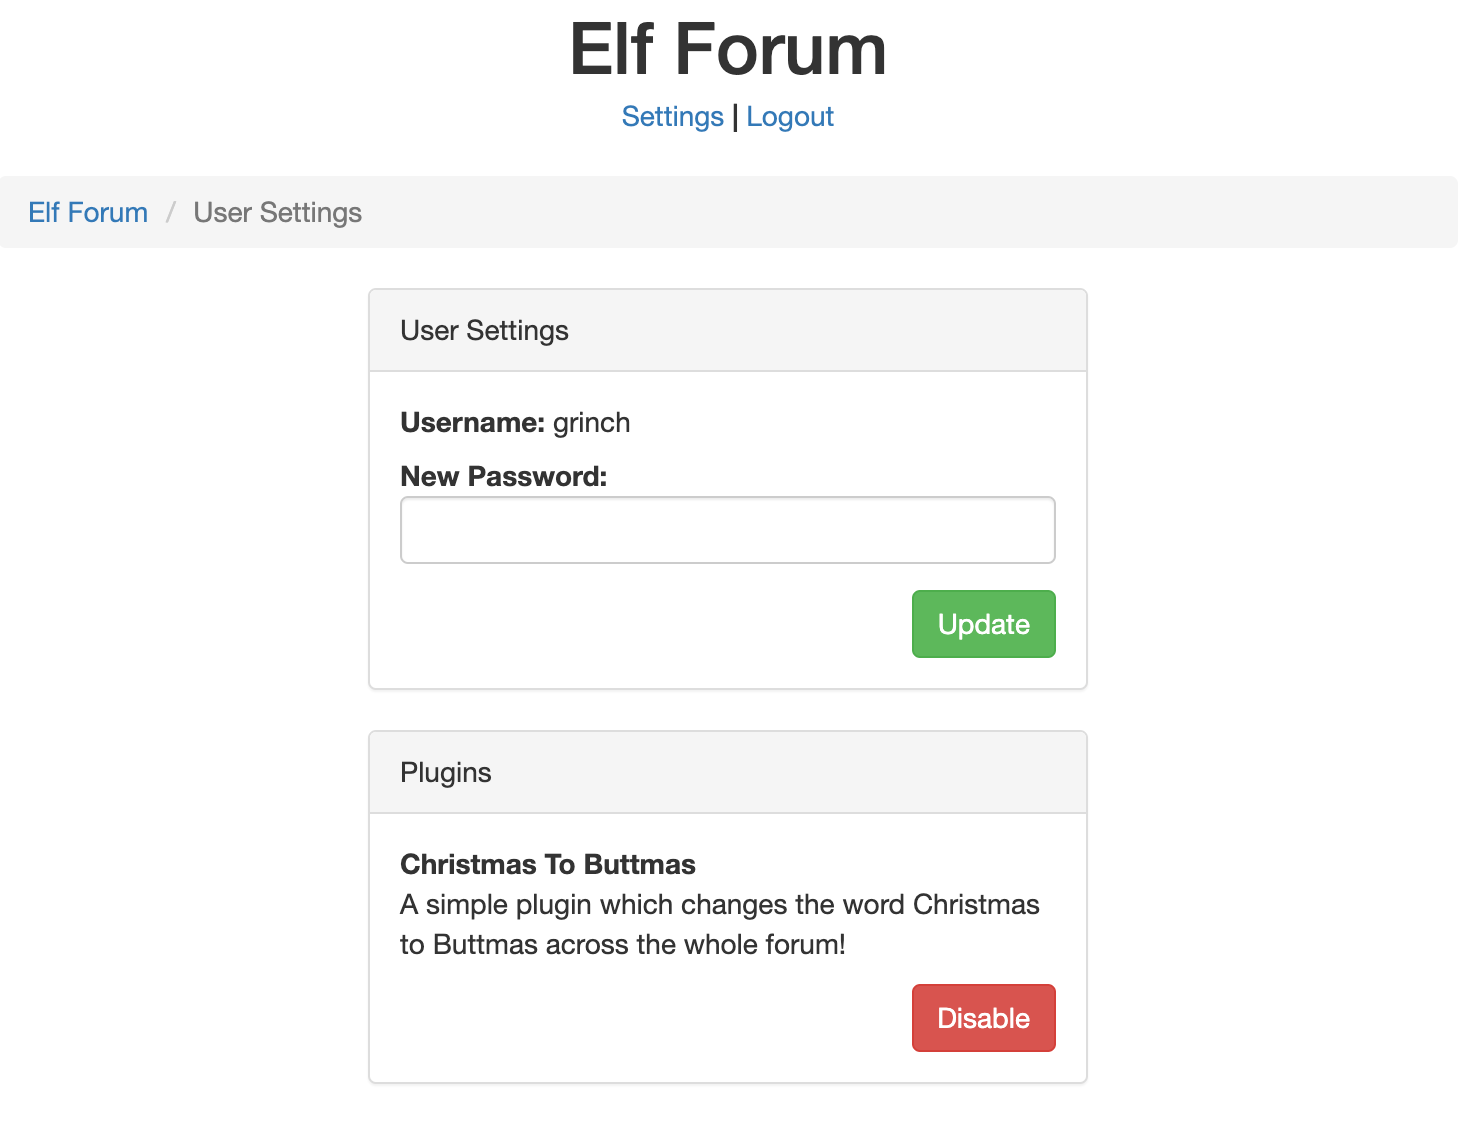 Elf Forum
Settings | Logout
Elf Forum / User Settings
User Settings
Username: grinch
New Password:
Update
Plugins
Christmas To Buttmas
A simple plugin which changes the word Christmas
to Buttmas across the whole forum!
Disable